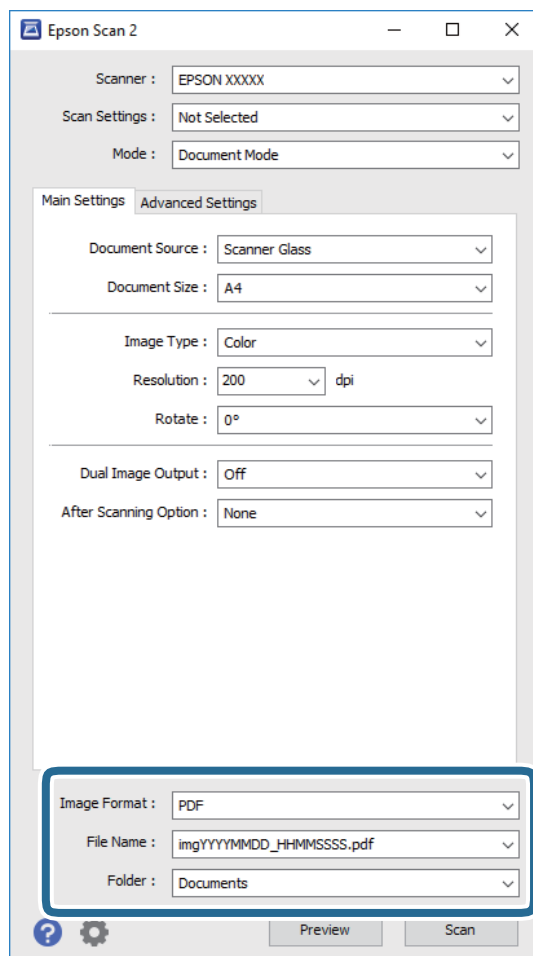 Epson Scan 2
Scanner : EPSON XXXXX
Scan Settings : Not Selected
Mode : Document Mode
Main Settings Advanced Settings
Document Source : Scanner Glass
Document Size : A4
Image Type : Color
Resolution : 200 dpi
Rotate : 0°
Dual Image Output : Off
After Scanning Option : None
Image Format : PDF
File Name : imgYYYYMMDD_HHMMSSSS.pdf
Folder : Documents
? Preview Scan